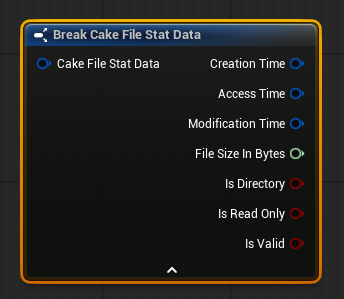 Break Cake File Stat Data
Cake File Stat Data
Creation Time
Access Time
Modification Time
File Size In Bytes
Is Directory
Is Read Only
Is Valid